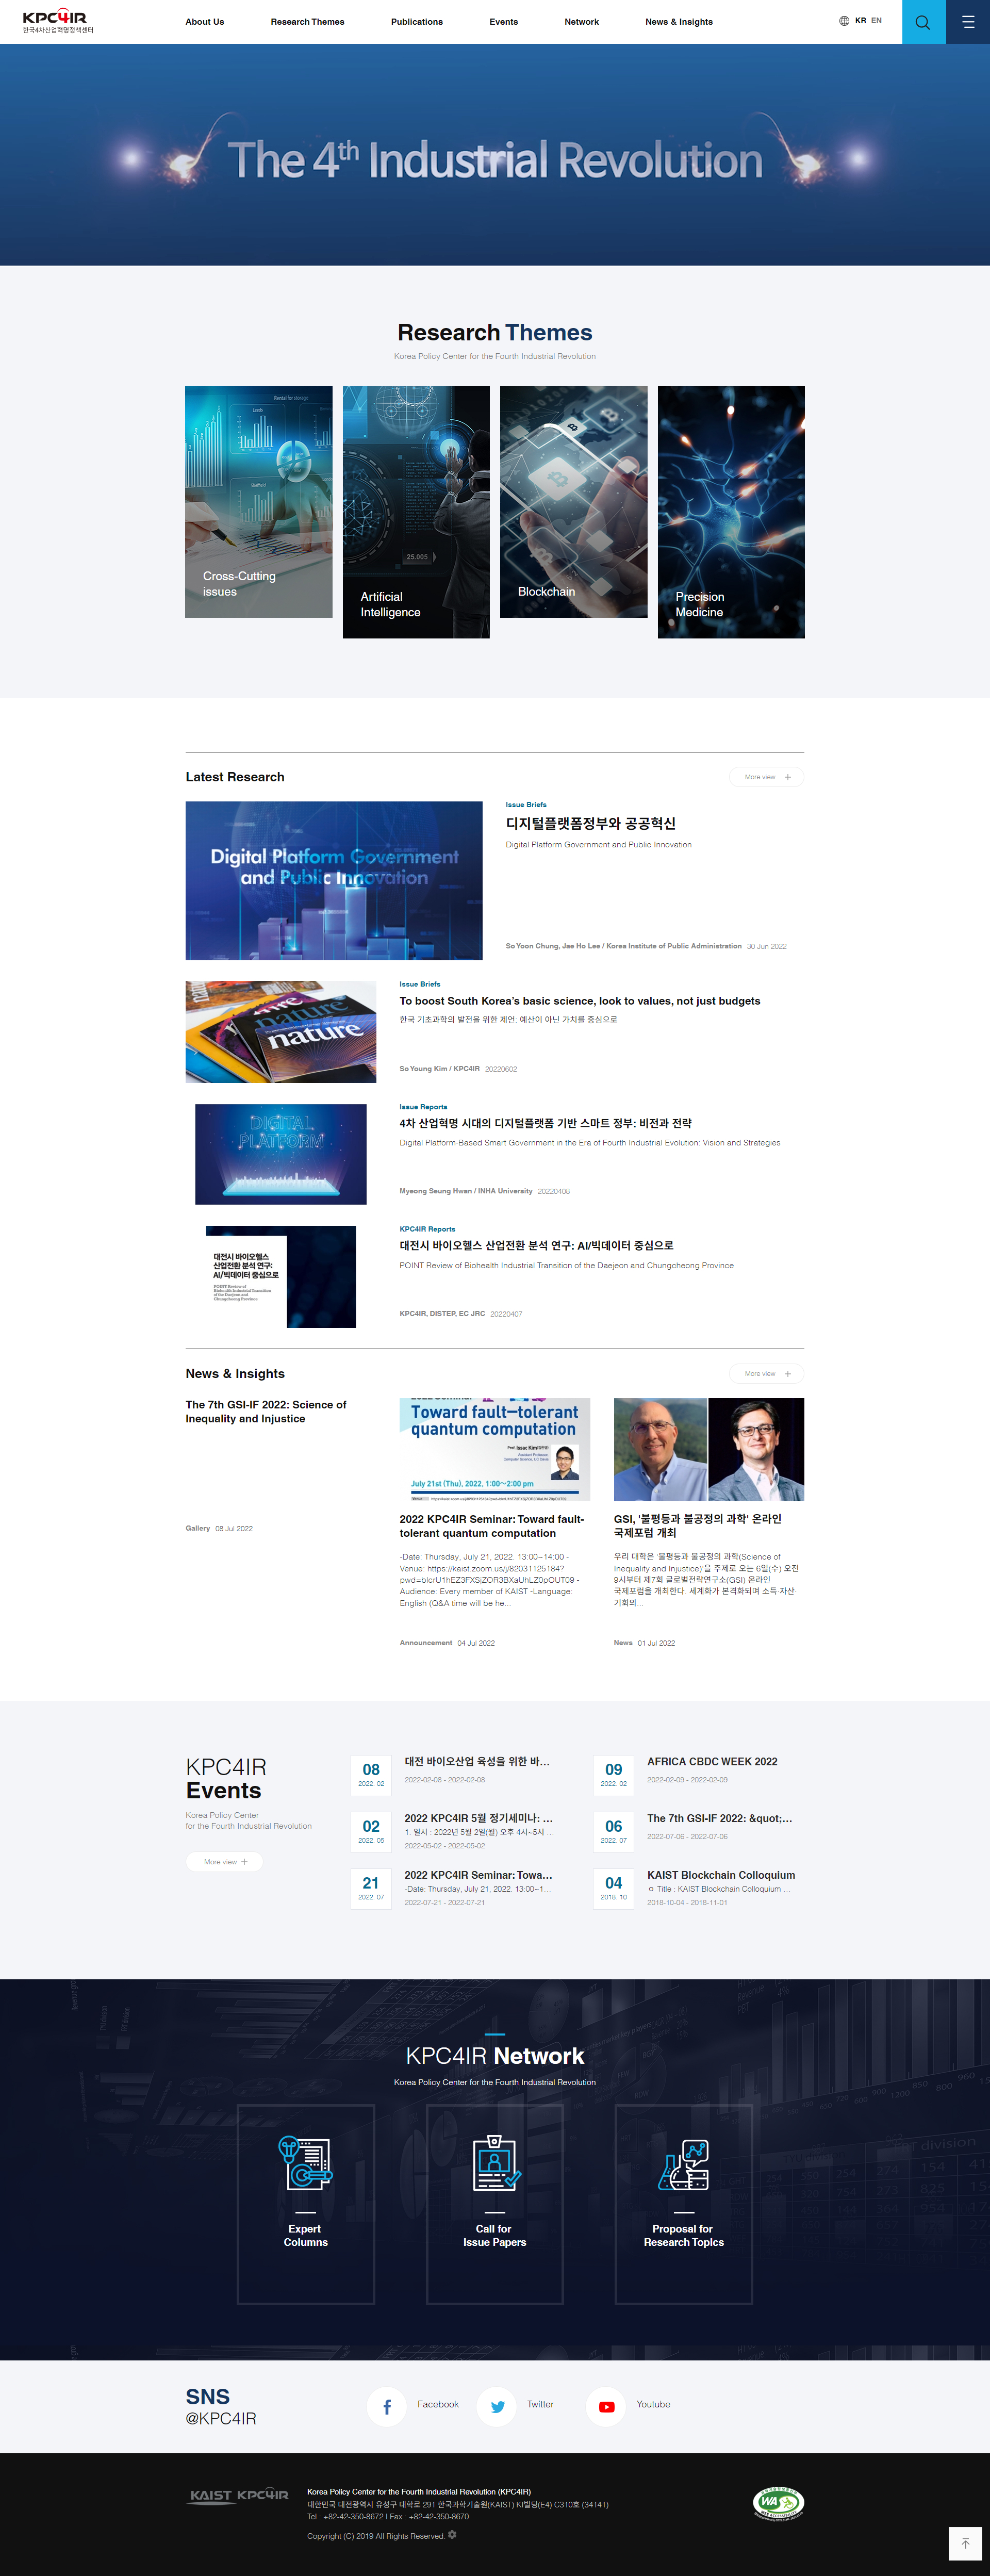 KPC4IR
한국4차산업혁명정책센터
About Us
Research Themes
Publications
Events
Network
News & Insights
KR EN
The 4th Industrial Revolution
Research Themes
Korea Policy Center for the Fourth Industrial Revolution
Cross-Cutting
issues
25.005
Artificial
Intelligence
Blockchain
Precision
Medicine
Latest Research
More view
Digital Platform Government
and Public Innovation
Issue Briefs
디지털플랫폼정부와 공공혁신
Digital Platform Government and Public Innovation
So Yoon Chung, Jae Ho Lee / Korea Institute of Public Administration 30 Jun 2022
nature
Issue Briefs
To boost South Korea's basic science, look to values, not just budgets
한국 기초과학의 발전을 위한 제언: 예산이 아닌 가치를 중심으로
So Young Kim / KPC4IR 20220602
DIGITAL
PLATFORM
Issue Reports
4차 산업혁명 시대의 디지털플랫폼 기반 스마트 정부: 비전과 전략
Digital Platform-Based Smart Government in the Era of Fourth Industrial Evolution: Vision and Strategies
Myeong Seung Hwan / INHA University 20220408
대전시 바이오헬스
산업전환 분석 연구:
AI/빅데이터 중심으로
POINT Review of
Biohealth Industrial Transition
of the Daejeon and
Chungcheong Province
KPC4IR Reports
대전시 바이오헬스 산업전환 분석 연구: AI/빅데이터 중심으로
POINT Review of Biohealth Industrial Transition of the Daejeon and Chungcheong Province
KPC4IR, DISTEP, EC JRC 20220407
News & Insights
More view
The 7th GSI-IF 2022: Science of
Inequality and Injustice
Gallery 08 Jul 2022
Toward fault-tolerant
quantum computation
Prof. Issac Kim
July 21st (Thu), 2022, 1:00~2:00 pm
2022 KPC4IR Seminar: Toward fault-
tolerant quantum computation
-Date: Thursday, July 21, 2022. 13:00~14:00 -
Venue: https://kaist.zoom.us/j/82031125184?
pwd=blcrU1hEZ3FXSjZOR3BXaUhLZ0pOUT09 -
Audience: Every member of KAIST -Language:
English (Q&A time will be he...
Announcement 04 Jul 2022
GSI, '불평등과 불공정의 과학' 온라인
국제포럼 개최
우리 대학은 '불평등과 불공정의 과학(Science of
Inequality and Injustice)'을 주제로 오는 6일(수) 오전
9시부터 제7회 글로벌전략연구소(GSI) 온라인
국제포럼을 개최한다. 세계화가 본격화되며 소득·자산·
기회의...
News 01 Jul 2022
KPC4IR
Events
Korea Policy Center
for the Fourth Industrial Revolution
More view
08
2022. 02
대전 바이오산업 육성을 위한 바...
2022-02-08 - 2022-02-08
09
2022. 02
AFRICA CBDC WEEK 2022
2022-02-09 - 2022-02-09
02
2022. 05
2022 KPC4IR 5월 정기세미나: ...
1. 일시 : 2022년 5월 2일(월) 오후 4시~5시 ...
2022-05-02 - 2022-05-02
06
2022. 07
The 7th GSI-IF 2022: &quot;...
2022-07-06 - 2022-07-06
21
2022. 07
2022 KPC4IR Seminar: Towa...
-Date: Thursday, July 21, 2022. 13:00~1...
2022-07-21 - 2022-07-21
04
2018. 10
KAIST Blockchain Colloquium
ㅇ Title : KAIST Blockchain Colloquium ...
2018-10-04 - 2018-11-01
KPC4IR Network
Korea Policy Center for the Fourth Industrial Revolution
Expert
Columns
Call for
Issue Papers
Proposal for
Research Topics
SNS
@KPC4IR
Facebook
Twitter
Youtube
KAIST KPC4IR
Korea Policy Center for the Fourth Industrial Revolution (KPC4IR)
대한민국 대전광역시 유성구 대학로 291 한국과학기술원(KAIST) KI빌딩(E4) C310호 (34141)
Tel : +82-42-350-8672 I Fax : +82-42-350-8670
Copyright (C) 2019 All Rights Reserved.
WA